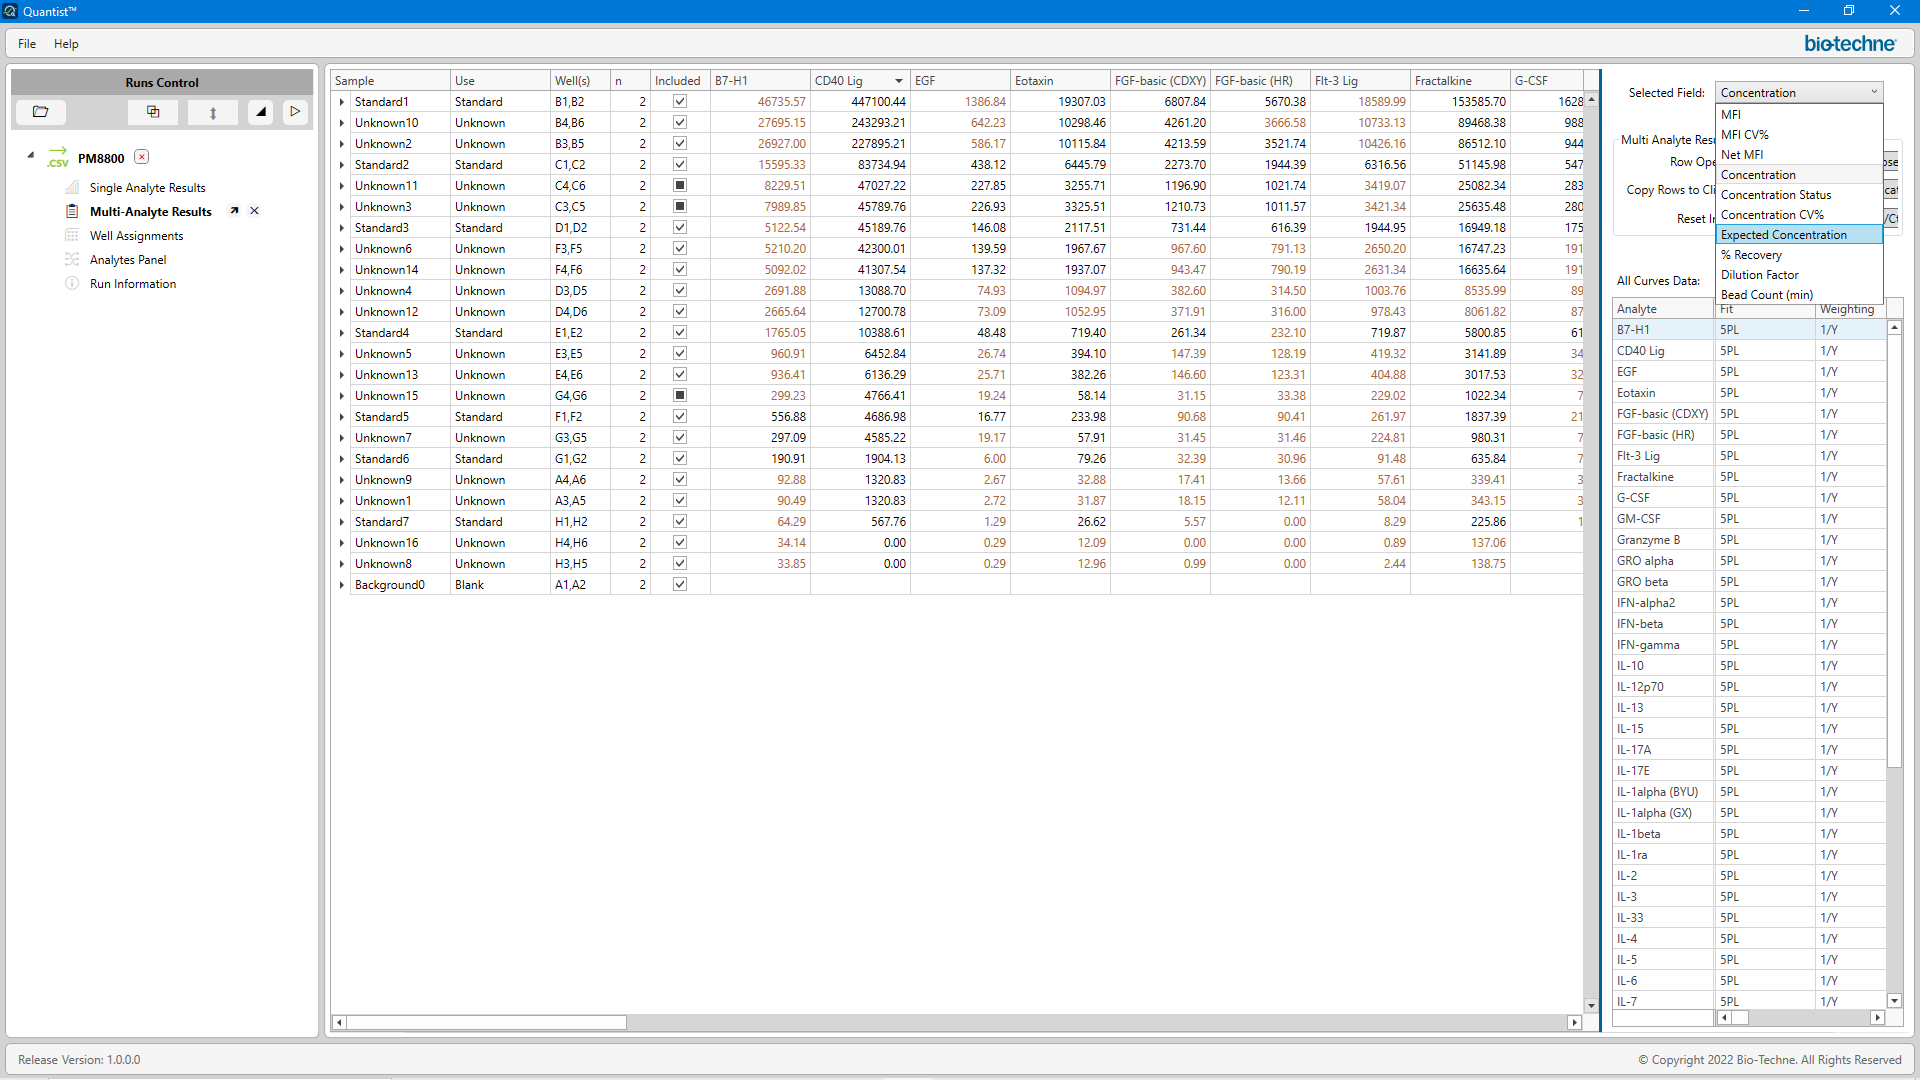 Quantist™
File Help
bio-techne
Runs Control
PM8800
.CSV
Single Analyte Results
Multi-Analyte Results
Well Assignments
Analytes Panel
Run Information
Sample Use Well(s) n Included B7-H1 CD40 Lig EGF Eotaxin FGF-basic (CDXY) FGF-basic (HR) Flt-3 Lig Fractalkine G-CSF
Standard1 Standard B1,B2 2 46735.57 447100.44 1386.84 19307.03 6807.84 5670.38 18589.99 153585.70 1628
Unknown10 Unknown B4,B6 2 27695.15 243293.21 642.23 10298.46 4261.20 3666.58 10733.13 89468.38 988
Unknown2 Unknown B3,B5 2 26927.00 227895.21 586.17 10115.84 4213.59 3521.74 10426.16 86512.10 944
Standard2 Standard C1,C2 2 15595.33 83734.94 438.12 6445.79 2273.70 1944.39 6316.56 51145.98 547
Unknown11 Unknown C4,C6 2 8229.51 47027.22 227.85 3255.71 1196.90 1021.74 3419.07 25082.34 283
Unknown3 Unknown C3,C5 2 7989.85 45789.76 226.93 3325.51 1210.73 1011.57 3421.34 25635.48 280
Standard3 Standard D1,D2 2 5122.54 45189.76 146.08 2117.51 731.44 616.39 1944.95 16949.18 175
Unknown6 Unknown F3,F5 2 5210.20 42300.01 139.59 1967.67 967.60 791.13 2650.20 16747.23 191
Unknown14 Unknown F4,F6 2 5092.02 41307.54 137.32 1937.07 943.47 790.19 2631.34 16635.64 191
Unknown4 Unknown D3,D5 2 2691.88 13088.70 74.93 1094.97 382.60 314.50 1003.76 8535.99 89
Unknown12 Unknown D4,D6 2 2665.64 12700.78 73.09 1052.95 371.91 316.00 978.43 8061.82 87
Standard4 Standard E1,E2 2 1765.05 10388.61 48.48 719.40 261.34 232.10 719.87 5800.85 61
Unknown5 Unknown E3,E5 2 960.91 6452.84 26.74 394.10 147.39 128.19 419.32 3141.89 34
Unknown13 Unknown E4,E6 2 936.41 6136.29 25.71 382.26 146.60 123.31 404.88 3017.53 32
Unknown15 Unknown G4,G6 2 299.23 4766.41 19.24 58.14 31.15 33.38 229.02 1022.34 7
Standard5 Standard F1,F2 2 556.88 4686.98 16.77 233.98 90.68 90.41 261.97 1837.39 21
Unknown7 Unknown G3,G5 2 297.09 4585.22 19.17 57.91 31.45 31.46 224.81 980.31 7
Standard6 Standard G1,G2 2 190.91 1904.13 6.00 79.26 32.39 30.96 91.48 635.84 7
Unknown9 Unknown A4,A6 2 92.88 1320.83 2.67 32.88 17.41 13.66 57.61 339.41 3
Unknown1 Unknown A3,A5 2 90.49 1320.83 2.72 31.87 18.15 12.11 58.04 343.15 3
Standard7 Standard H1,H2 2 64.29 567.76 1.29 26.62 5.57 0.00 8.29 225.86 1
Unknown16 Unknown H4,H6 2 34.14 0.00 0.29 12.09 0.00 0.00 0.89 137.06
Unknown8 Unknown H3,H5 2 33.85 0.00 0.29 12.96 0.99 0.00 2.44 138.75
Background0 Blank A1,A2 2
Selected Field: Concentration
MFI
MFI CV%
Net MFI
Concentration
Concentration Status
Concentration CV%
Expected Concentration
% Recovery
Dilution Factor
Bead Count (min)
Multi Analyte Resu
Row Ope
Copy Rows to Cli
Reset In
All Curves Data:
Analyte Fit Weighting
B7-H1 5PL 1/Y
CD40 Lig 5PL 1/Y
EGF 5PL 1/Y
Eotaxin 5PL 1/Y
FGF-basic (CDXY) 5PL 1/Y
FGF-basic (HR) 5PL 1/Y
Flt-3 Lig 5PL 1/Y
Fractalkine 5PL 1/Y
G-CSF 5PL 1/Y
GM-CSF 5PL 1/Y
Granzyme B 5PL 1/Y
GRO alpha 5PL 1/Y
GRO beta 5PL 1/Y
IFN-alpha2 5PL 1/Y
IFN-beta 5PL 1/Y
IFN-gamma 5PL 1/Y
IL-10 5PL 1/Y
IL-12p70 5PL 1/Y
IL-13 5PL 1/Y
IL-15 5PL 1/Y
IL-17A 5PL 1/Y
IL-17E 5PL 1/Y
IL-1alpha (BYU) 5PL 1/Y
IL-1alpha (GX) 5PL 1/Y
IL-1beta 5PL 1/Y
IL-1ra 5PL 1/Y
IL-2 5PL 1/Y
IL-3 5PL 1/Y
IL-33 5PL 1/Y
IL-4 5PL 1/Y
IL-5 5PL 1/Y
IL-6 5PL 1/Y
IL-7 5PL 1/Y
Release Version: 1.0.0.0
© Copyright 2022 Bio-Techne. All Rights Reserved